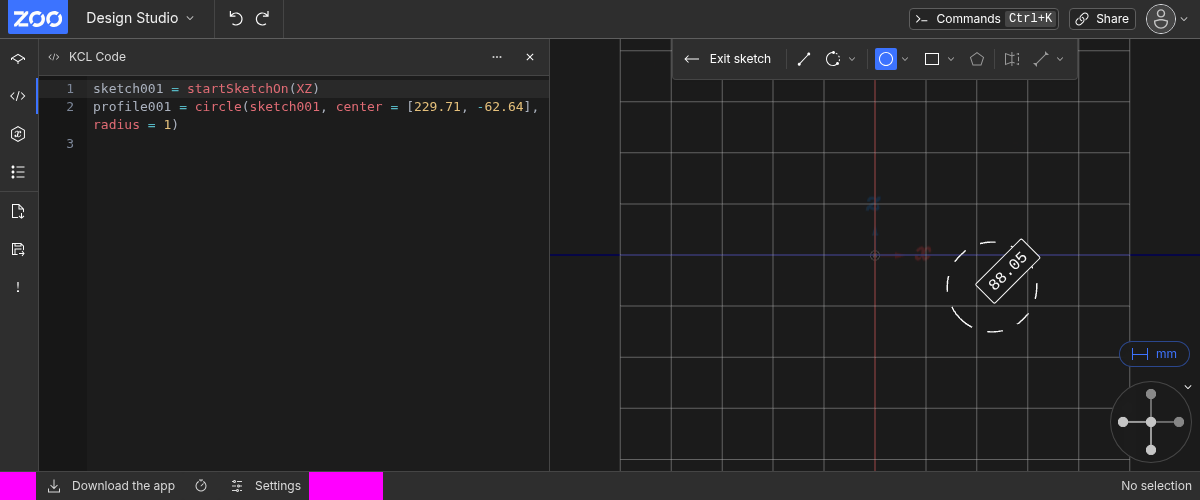 ZOO
Design Studio
Commands Ctrl+K
Share
KCL Code
Exit sketch
1 sketch001 = startSketchOn(XZ)
2 profile001 = circle(sketch001, center = [229.71, -62.64],
radius = 1)
3
Z
X
88.05
mm
Download the app
Settings
No selection